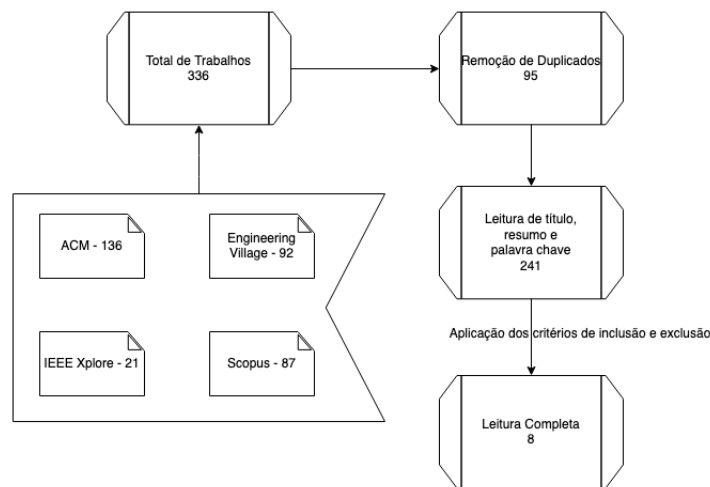 Total de Trabalhos
336
Remoção de Duplicados
95
ACM - 136
Engineering
Village - 92
IEEE Xplore - 21
Scopus - 87
Leitura de título,
resumo e
palavra chave
241
Aplicação dos critérios de inclusão e exclusão
Leitura Completa
8